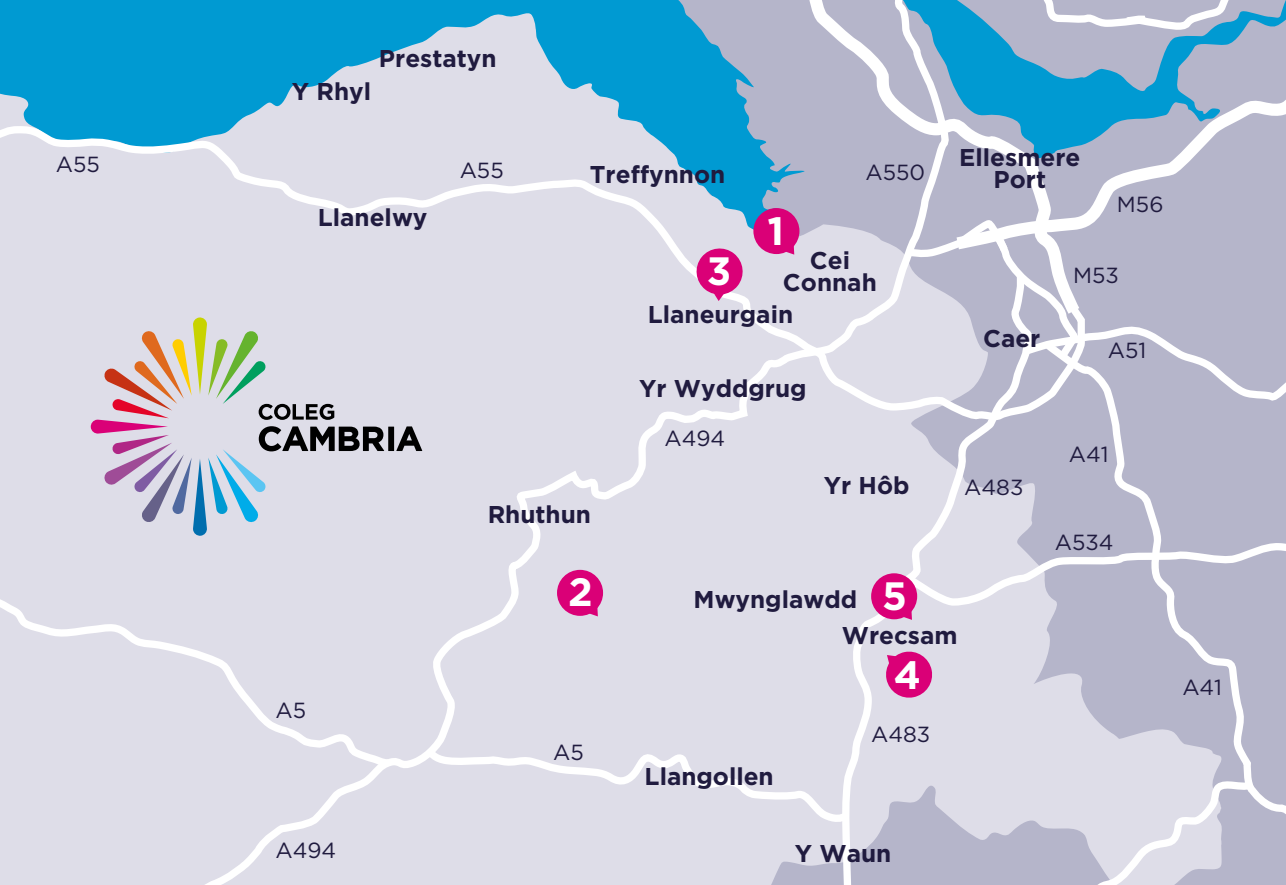 Prestatyn
Y Rhyl
A55
A55
Treffynnon
A550
Ellesmere
Port
M56
Llanelwy
1
Cei
Connah
3
Llaneurgain
M53
Caer
A51
COLEG
CAMBRIA
Yr Wyddgrug
A494
A41
Yr Hôb
A483
Rhuthun
A534
2
Mwynglawdd
5
Wrecsam
4
A41
A5
A483
A5
Llangollen
A494
Y Waun